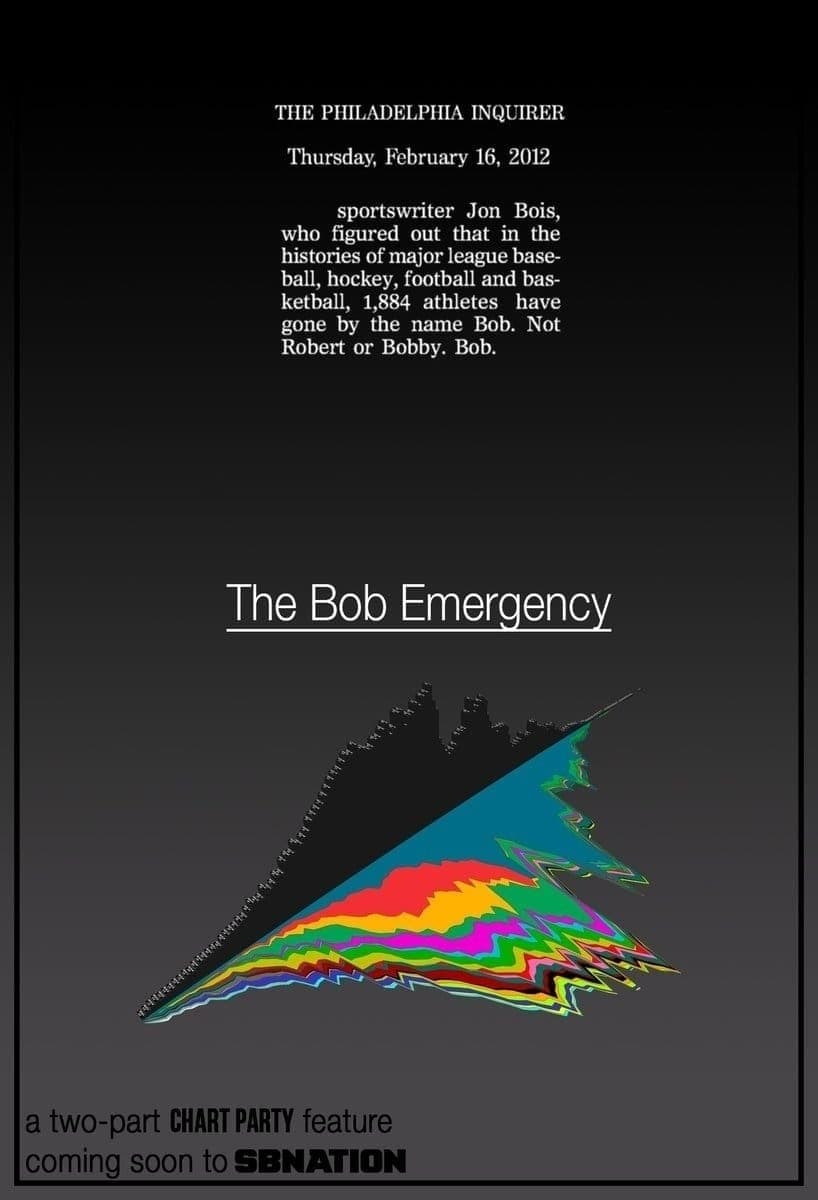 THE PHILADELPHIA INQUIRER
Thursday, February 16, 2012
sportswriter Jon Bois,
who figured out that in the
histories of major league base-
ball, hockey, football and bas-
ketball, 1,884 athletes have
gone by the name Bob. Not
Robert or Bobby. Bob.
The Bob Emergency
a two-part CHART PARTY feature
coming soon to SBNATION